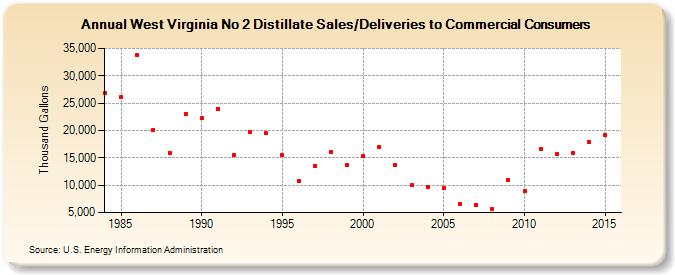 Annual West Virginia No 2 Distillate Sales/Deliveries to Commercial Consumers
Thousand Gallons
35,000
30,000
25,000
20,000
15,000
10,000
5,000
1985 1990 1995 2000 2005 2010 2015
Source: U.S. Energy Information Administration